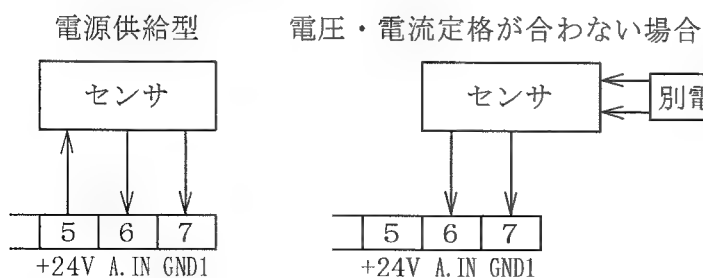 電源供給型
電圧・電流定格が合わない場合
センサ
センサ
別電
5 6 7
+24V A.IN GND1
5 6 7
+24V A.IN GND1